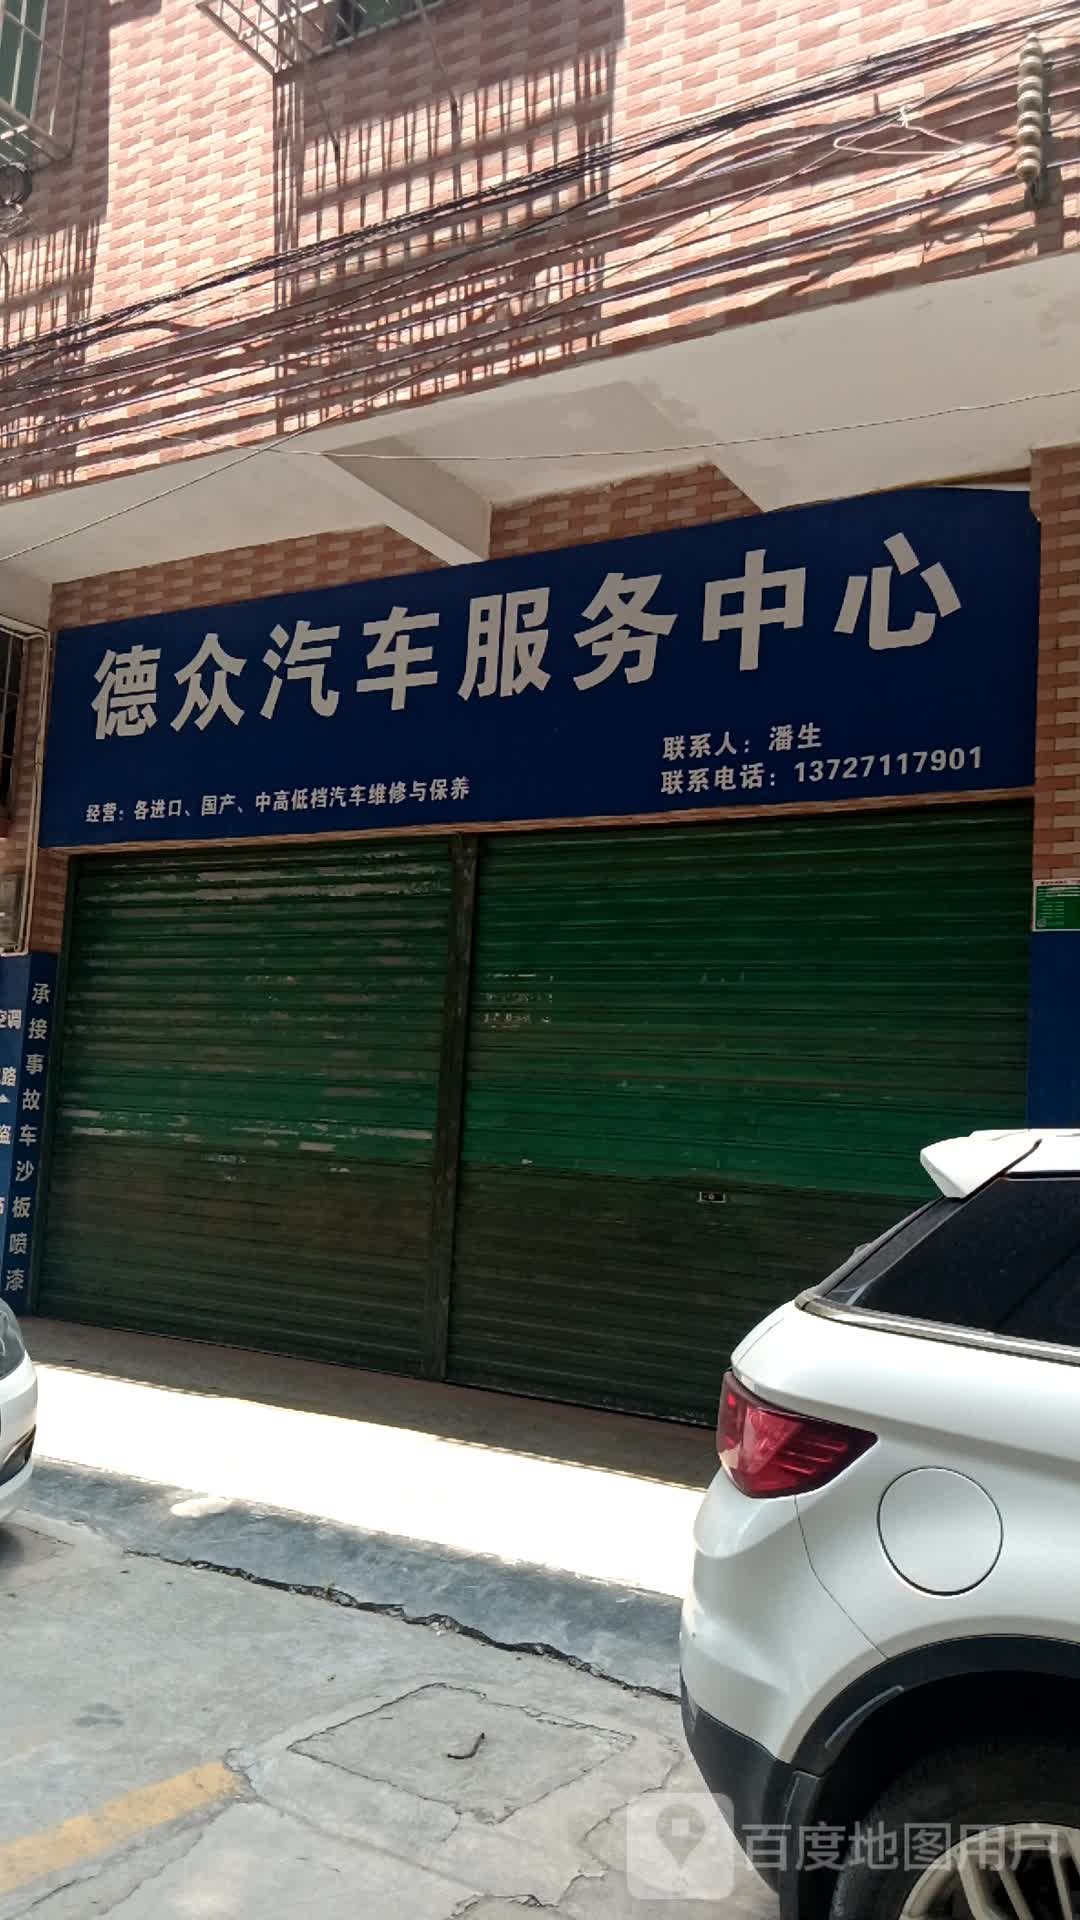 德众汽车服务中心
联系人：潘生
联系电话：13727117901
经营：各进口、国产、中高低档汽车维修与保养
承接事故车沙板喷漆
空调
路
盗
百度地图用户